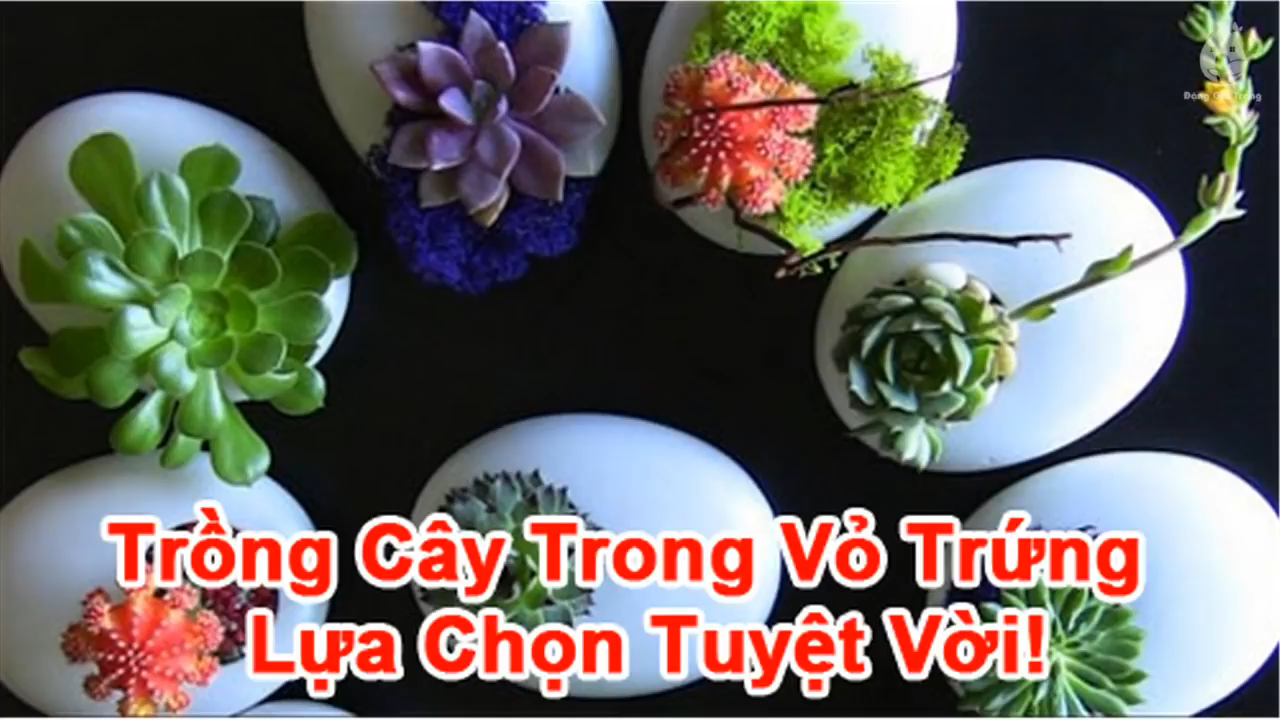 Trồng Cây Trong Vỏ Trứng
Lựa Chọn Tuyệt Vời!